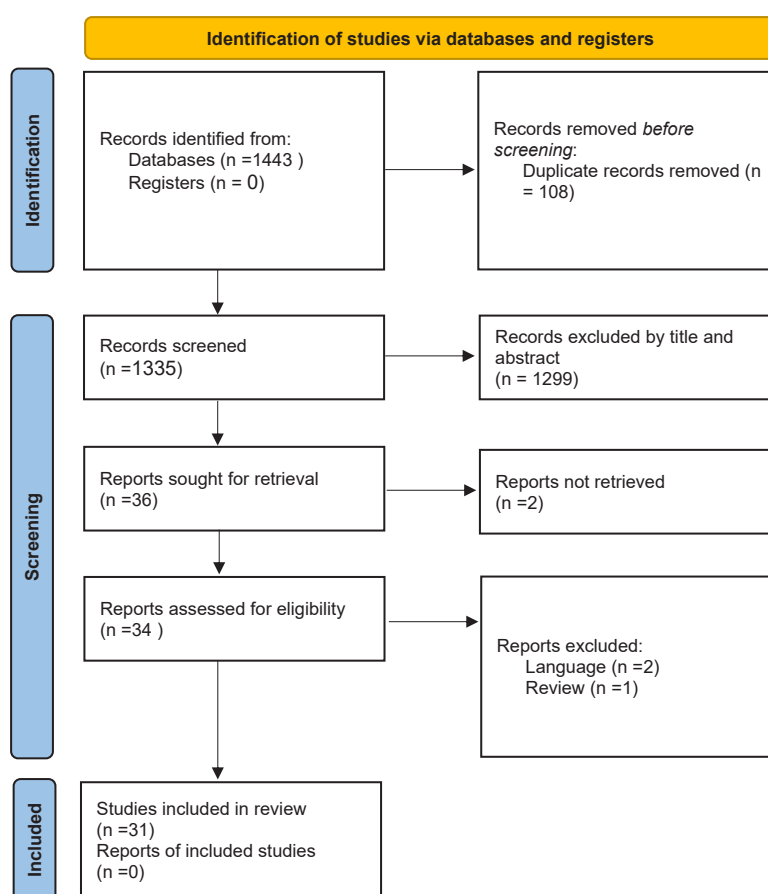 Identification of studies via databases and registers
Identification
Records identified from:
Databases (n =1443 )
Registers (n = 0)
Records removed before
screening:
Duplicate records removed (n
= 108)
Screening
Records screened
(n =1335)
Records excluded by title and
abstract
(n = 1299)
Reports sought for retrieval
(n =36)
Reports not retrieved
(n =2)
Reports assessed for eligibility
(n =34 )
Reports excluded:
Language (n =2)
Review (n =1)
Included
Studies included in review
(n =31)
Reports of included studies
(n =0)